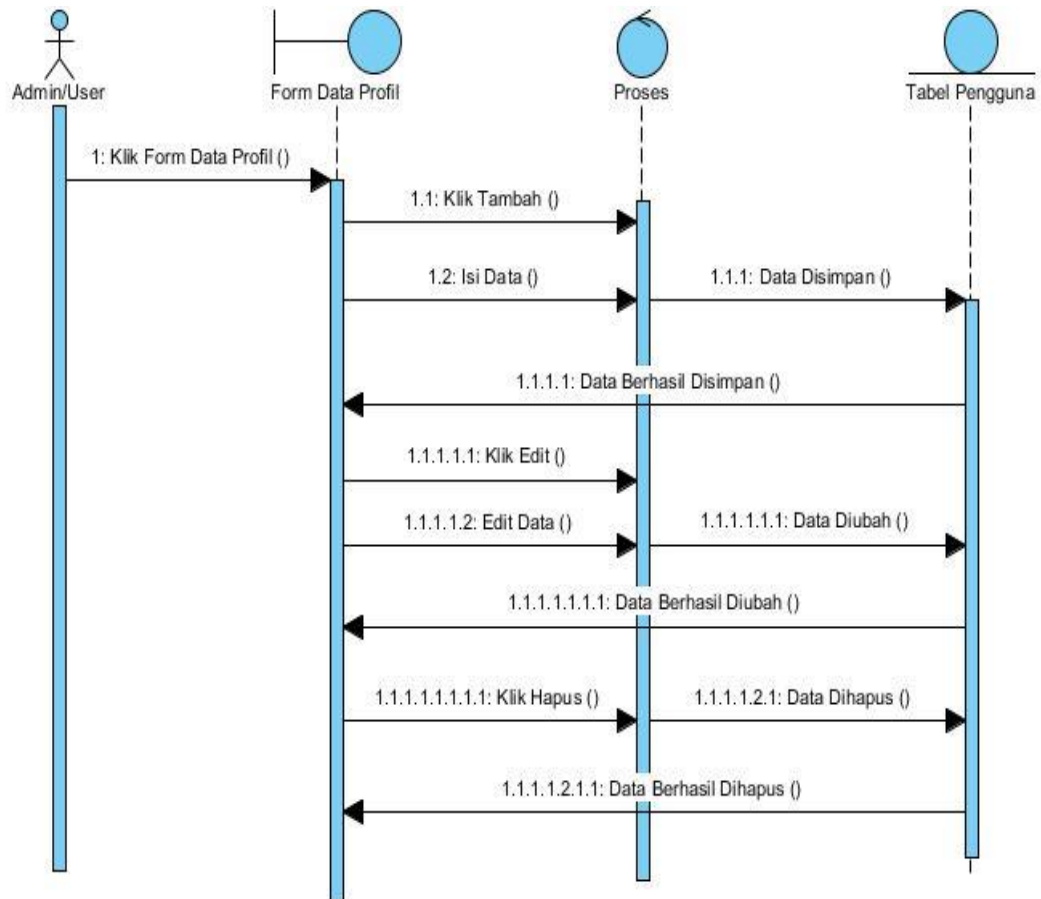 Admin/User
Form Data Profil
Proses
Tabel Pengguna
1: Klik Form Data Profil ()
1.1: Klik Tambah ()
1.2: Isi Data ()
1.1.1: Data Disimpan ()
1.1.1.1: Data Berhasil Disimpan ()
1.1.1.1.1: Klik Edit ()
1.1.1.1.2: Edit Data ()
1.1.1.1.1.1: Data Diubah ()
1.1.1.1.1.1.1: Data Berhasil Diubah ()
1.1.1.1.1.1.1.1: Klik Hapus ()
1.1.1.1.2.1: Data Dihapus ()
1.1.1.1.2.1.1: Data Berhasil Dihapus ()